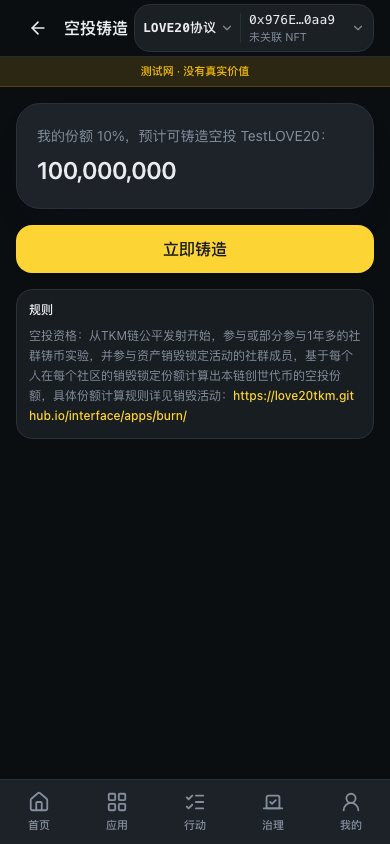 空投铸造
LOVE20协议
0x976E…0aa9
未关联 NFT
测试网 · 没有真实价值
我的份额 10%，预计可铸造空投 TestLOVE20：
100,000,000
立即铸造
规则
空投资格：从TKM链公平发射开始，参与或部分参与1年多的社
群铸币实验，并参与资产销毁锁定活动的社群成员，基于每个
人在每个社区的销毁锁定份额计算出本链创世代币的空投份
额，具体份额计算规则详见销毁活动：https://love20tkm.git
hub.io/interface/apps/burn/
首页
应用
行动
治理
我的